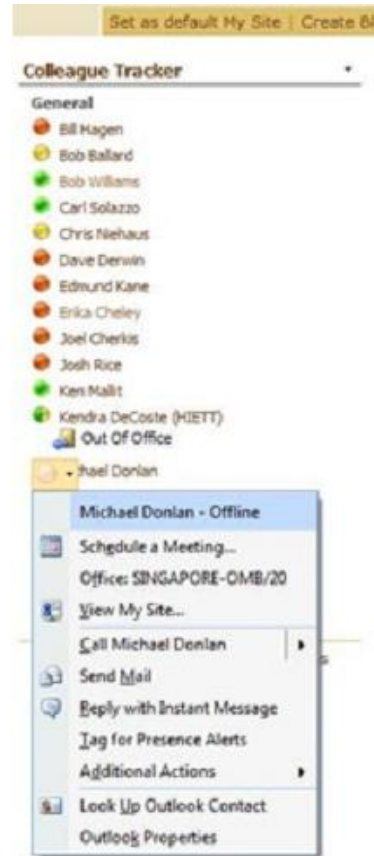 Set as default My Site | Create
Colleague Tracker
General
Bill Hagen
Bob Ballard
Bob Williams
Carl Solazzo
Chris Niehaus
Dave Derwin
Edmund Kane
Erika Cheley
Joel Cherkis
Josh Rice
Ken Mallit
Kendra DeCoste (HIETT)
Out Of Office
hael Donlan
Michael Donlan - Offline
Schedule a Meeting...
Office: SINGAPORE-OMB/20
View My Site...
Call Michael Donlan
s
Send Mail
Reply with Instant Message
Tag for Presence Alerts
Additional Actions
Look Up Outlook Contact
Outlook Properties